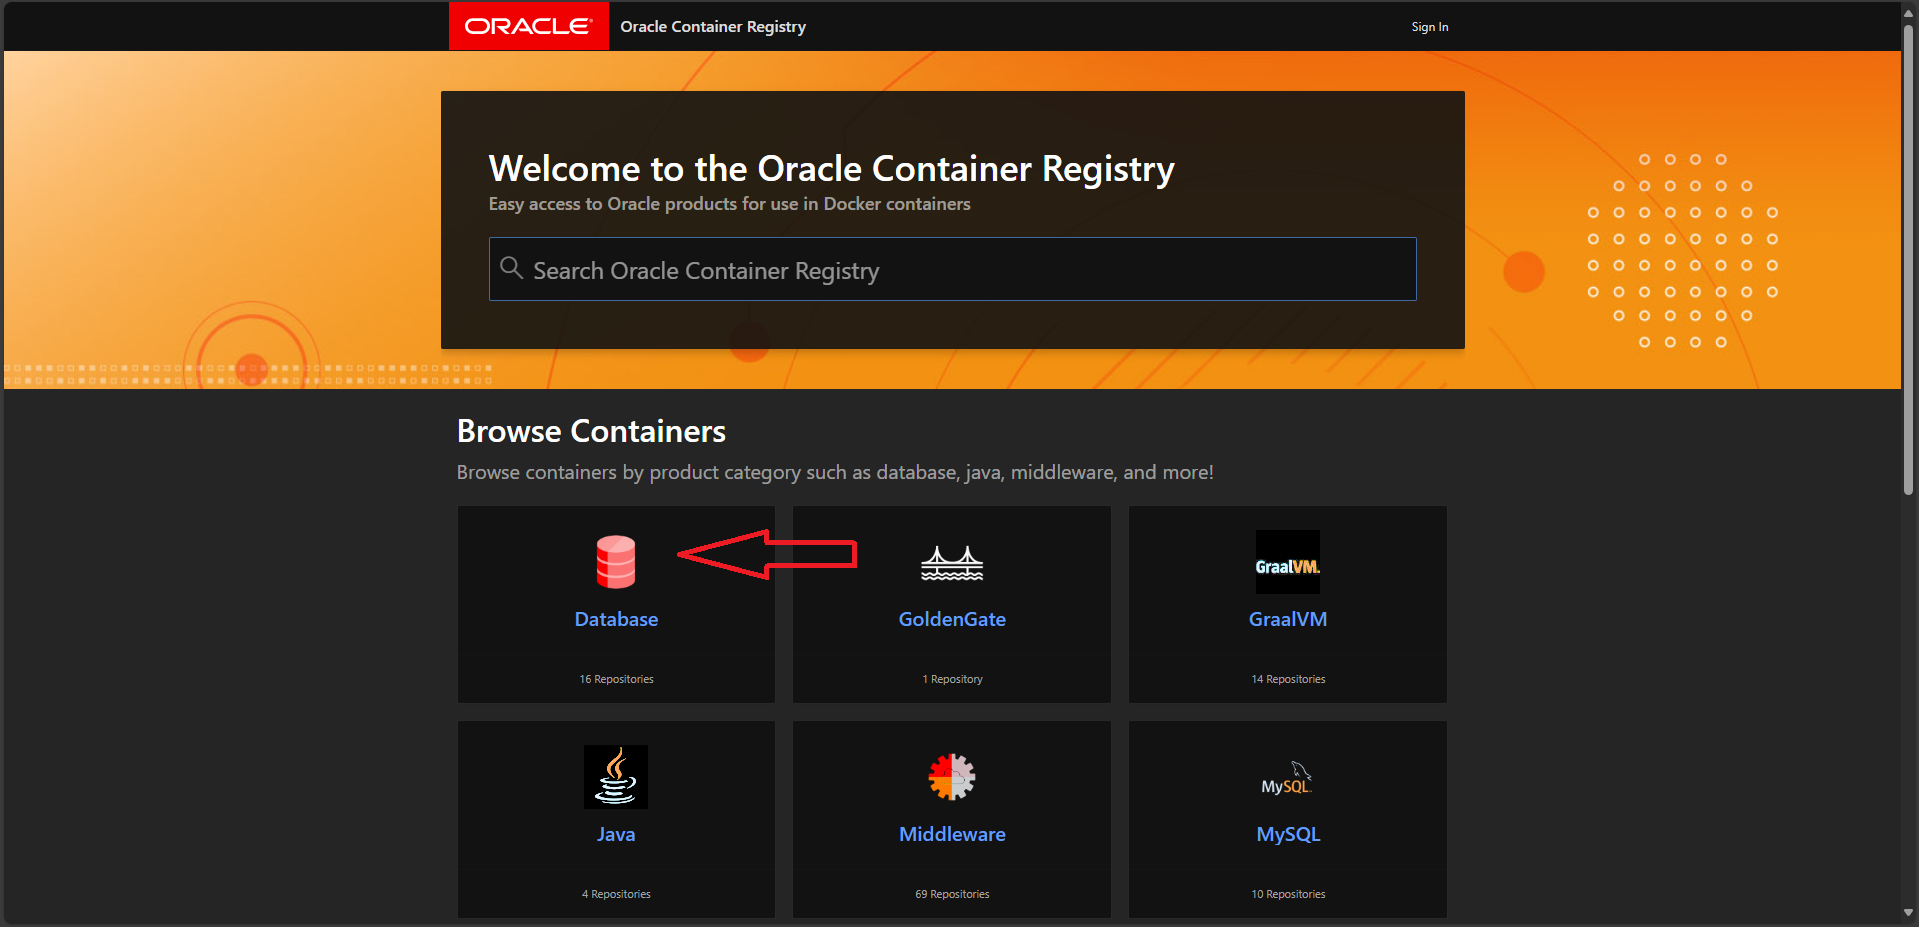 ORACLE Oracle Container Registry Sign In
Welcome to the Oracle Container Registry
Easy access to Oracle products for use in Docker containers
Search Oracle Container Registry
Browse Containers
Browse containers by product category such as database, java, middleware, and more!
Database
16 Repositories
GoldenGate
1 Repository
GraalVM
GraalVM
14 Repositories
Java
4 Repositories
Middleware
69 Repositories
MySQL
MySQL
10 Repositories